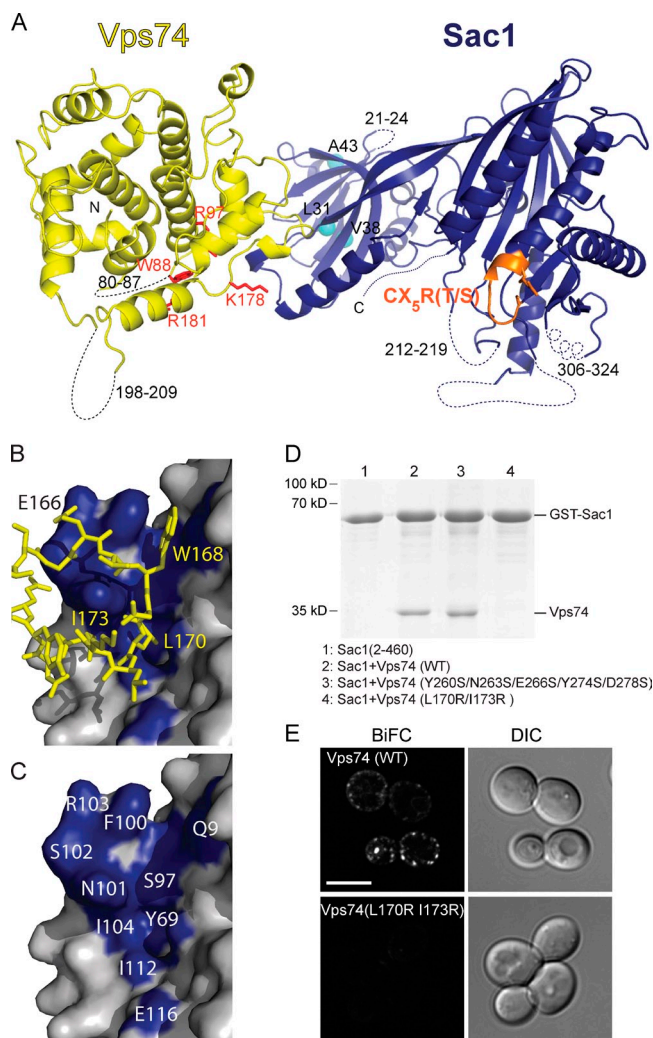 A
Vps74
Sac1
21-24
A43
N
R97
L31
V38
W88
80-87
K178
C
R181
CX5R(T/S)
212-219
306-324
198-209
B
E166
W168
I173
L170
C
R103
F100
Q9
S102
N101
S97
I104
Y69
I112
E116
D
1 2 3 4
100 kD
70 kD
GST-Sac1
35 kD
Vps74
1: Sac1(2-460)
2: Sac1+Vps74 (WT)
3: Sac1+Vps74 (Y260S/N263S/E266S/Y274S/D278S)
4: Sac1+Vps74 (L170R/I173R )
E
BiFC DIC
Vps74 (WT)
Vps74(L170R I173R)